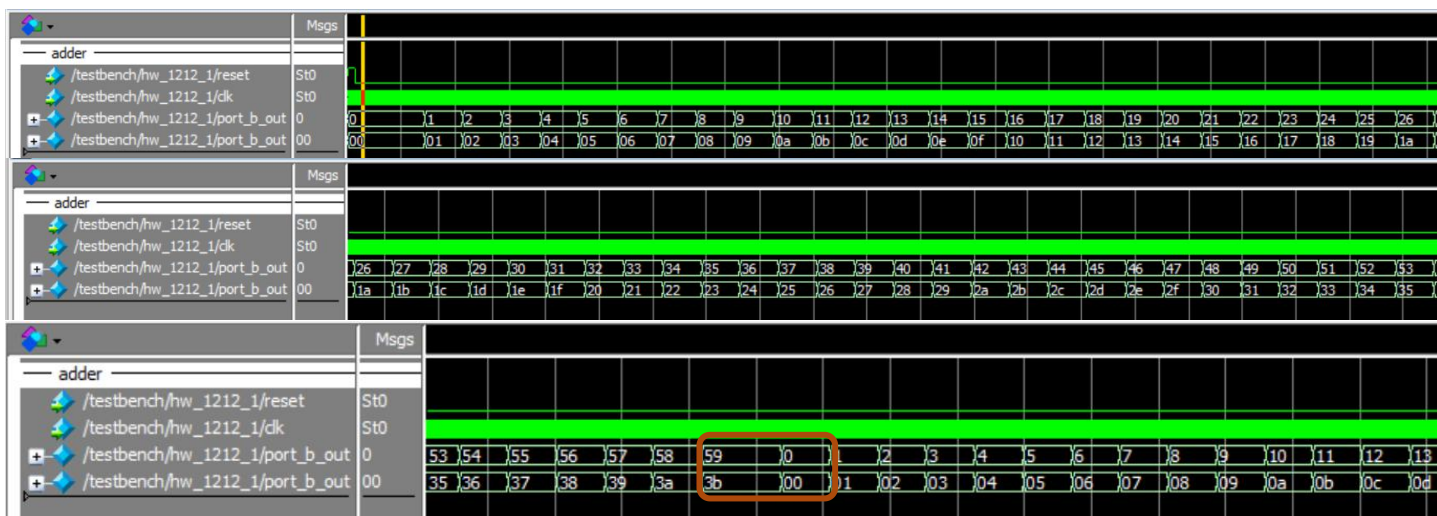 Msgs
adder
/testbench/hw_1212_1/reset St0
/testbench/hw_1212_1/clk St0
/testbench/hw_1212_1/port_b_out 0 0 1 2 3 4 5 6 7 8 9 10 11 12 13 14 15 16 17 18 19 20 21 22 23 24 25 26
/testbench/hw_1212_1/port_b_out 00 00 01 02 03 04 05 06 07 08 09 0a 0b 0c 0d 0e 0f 10 11 12 13 14 15 16 17 18 19 1a
Msgs
adder
/testbench/hw_1212_1/reset St0
/testbench/hw_1212_1/clk St0
/testbench/hw_1212_1/port_b_out 0 26 27 28 29 30 31 32 33 34 35 36 37 38 39 40 41 42 43 44 45 46 47 48 49 50 51 52 53
/testbench/hw_1212_1/port_b_out 00 1a 1b 1c 1d 1e 1f 20 21 22 23 24 25 26 27 28 29 2a 2b 2c 2d 2e 2f 30 31 32 33 34 35
Msgs
adder
/testbench/hw_1212_1/reset St0
/testbench/hw_1212_1/clk St0
/testbench/hw_1212_1/port_b_out 0 53 54 55 56 57 58 59 0 1 2 3 4 5 6 7 8 9 10 11 12 13
/testbench/hw_1212_1/port_b_out 00 35 36 37 38 39 3a 3b 00 01 02 03 04 05 06 07 08 09 0a 0b 0c 0d